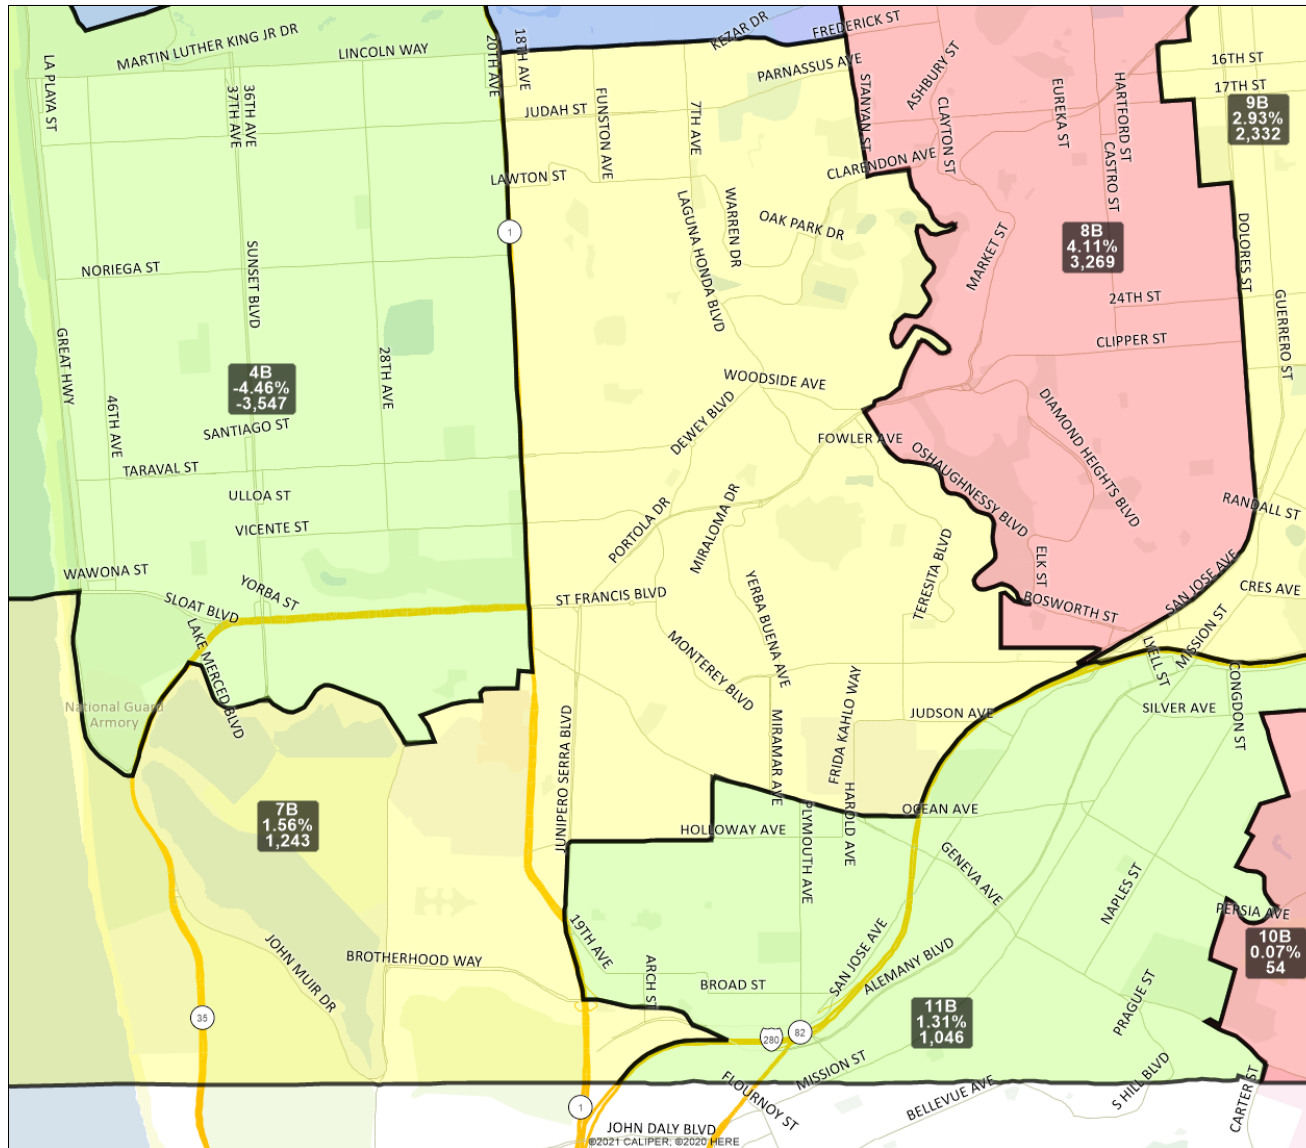 MARTIN LUTHER KING JR DR
LINCOLN WAY
20TH AVE
18TH AVE
KEZAR DR
FREDERICK ST
LA PLAYA ST
37TH AVE
36TH AVE
JUDAH ST
FUNSTON AVE
7TH AVE
PARNASSUS AVE
STANYAN ST
ASHBURY ST
CLAYTON ST
EUREKA ST
HARTFORD ST
CASTRO ST
16TH ST
17TH ST
9B
2.93%
2,332
LAWTON ST
CLARENDON AVE
LAGUNA HONDA BLVD
WARREN DR
OAK PARK DR
1
MARKET ST
8B
4.11%
3,269
DOLORES ST
NORIEGA ST
SUNSET BLVD
24TH ST
GUERRERO ST
CLIPPER ST
GREAT HWY
28TH AVE
4B
-4.46%
-3,547
46TH AVE
WOODSIDE AVE
DEWEY BLVD
DIAMOND HEIGHTS BLVD
SANTIAGO ST
FOWLER AVE
OSHAUGHNESSY BLVD
TARAVAL ST
ULLOA ST
VICENTE ST
PORTOLA DR
MIRALOMA DR
RANDALL ST
TERESITA BLVD
ELK ST
WAWONA ST
YORBA ST
SLOAT BLVD
ST FRANCIS BLVD
YERBA BUENA AVE
BOSWORTH ST
SAN JOSE AVE
CRES AVE
LAKE MERCED BLVD
MONTEREY BLVD
LYELL ST
MISSION ST
CONGDON ST
National Guard
Armory
JUNIPERO SERRA BLVD
MIRAMAR AVE
FRIDA KAHLO WAY
JUDSON AVE
SILVER AVE
7B
1.56%
1,243
HOLLOWAY AVE
PLYMOUTH AVE
HAROLD AVE
OCEAN AVE
GENEVA AVE
NAPLES ST
PERSIA AVE
10B
0.07%
54
19TH AVE
JOHN MUIR DR
BROTHERHOOD WAY
ARCH ST
BROAD ST
SAN JOSE AVE
ALEMANY BLVD
PRAGUE ST
11B
1.31%
1,046
35
280
82
FLOURNOY ST
MISSION ST
BELLEVUE AVE
S HILL BLVD
CARTER ST
1
JOHN DALY BLVD
©2021 CALIPER; ©2020 HERE